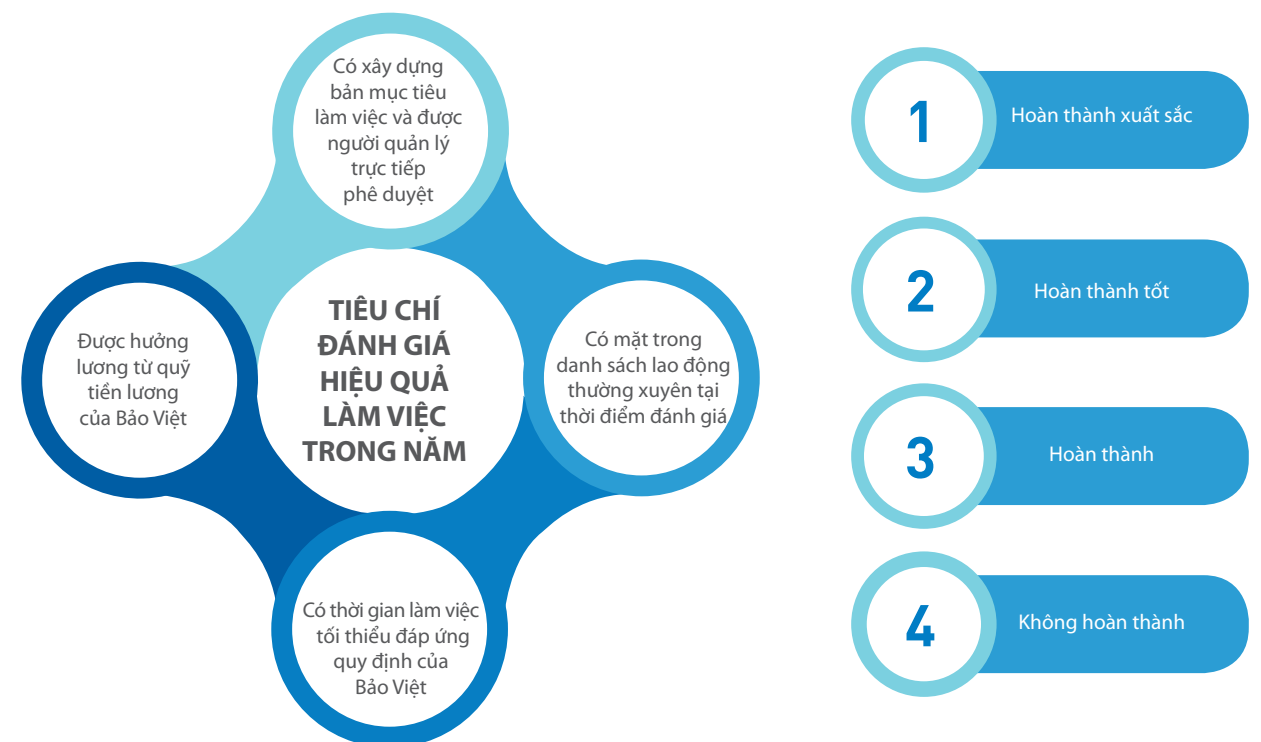 Có xây dựng
bản mục tiêu
làm việc và được
người quản lý
trực tiếp
phê duyệt
Được hưởng
lương từ quỹ
tiền lương
của Bảo Việt
TIÊU CHÍ
ĐÁNH GIÁ
HIỆU QUẢ
LÀM VIỆC
TRONG NĂM
Có mặt trong
danh sách lao động
thường xuyên tại
thời điểm đánh giá
Có thời gian làm việc
tối thiểu đáp ứng
quy định của
Bảo Việt
1 Hoàn thành xuất sắc
2 Hoàn thành tốt
3 Hoàn thành
4 Không hoàn thành